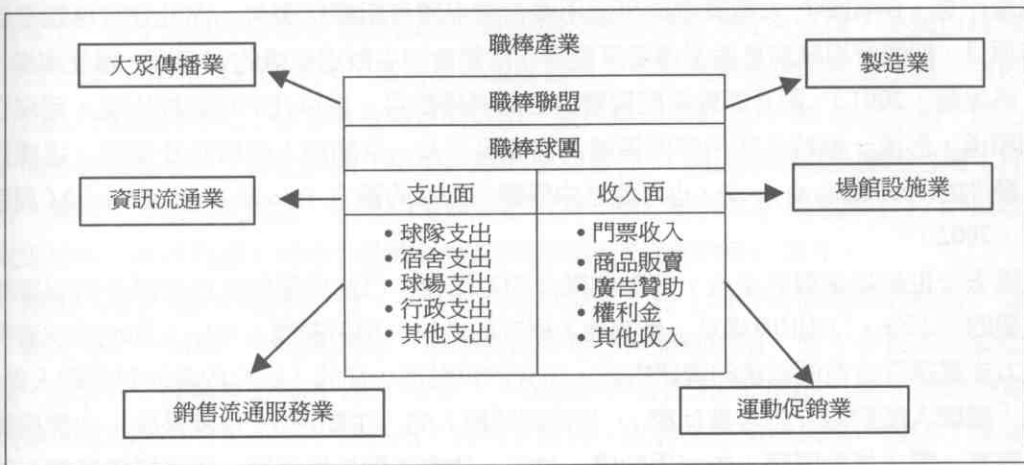 職棒產業
大眾傳播業
製造業
職棒聯盟
職棒球團
資訊流通業
支出面
收入面
場館設施業
•球隊支出
•宿舍支出
•球場支出
•行政支出
•其他支出
•門票收入
•商品販賣
•廣告贊助
•權利金
•其他收入
銷售流通服務業
運動促銷業